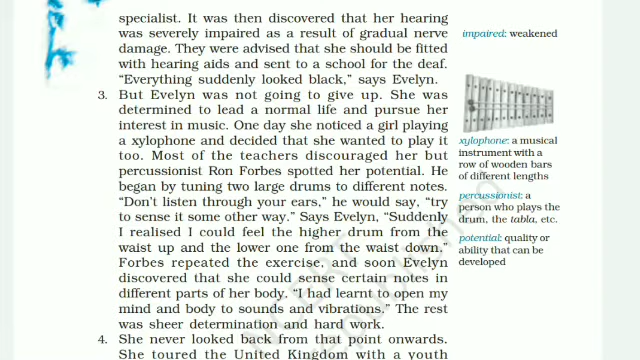 specialist. It was then discovered that her hearing
was severely impaired as a result of gradual nerve
damage. They were advised that she should be fitted
with hearing aids and sent to a school for the deaf.
“Everything suddenly looked black,” says Evelyn.
3. But Evelyn was not going to give up. She was
determined to lead a normal life and pursue her
interest in music. One day she noticed a girl playing
a xylophone and decided that she wanted to play it
too. Most of the teachers discouraged her but
percussionist Ron Forbes spotted her potential. He
began by tuning two large drums to different notes.
“Don't listen through your ears,” he would say, “try
to sense it some other way.” Says Evelyn, “Suddenly
I realised I could feel the higher drum from the
waist up and the lower one from the waist down.”
Forbes repeated the exercise, and soon Evelyn
discovered that she could sense certain notes in
different parts of her body. “I had learnt to open my
mind and body to sounds and vibrations.” The rest
was sheer determination and hard work.
4. She never looked back from that point onwards.
She toured the United Kingdom with a youth
impaired: weakened
xylophone: a musical
instrument with a
row of wooden bars
of different lengths
percussionist: a
person who plays the
drum, the tabla, etc.
potential: quality or
ability that can be
developed
NCERT
republished